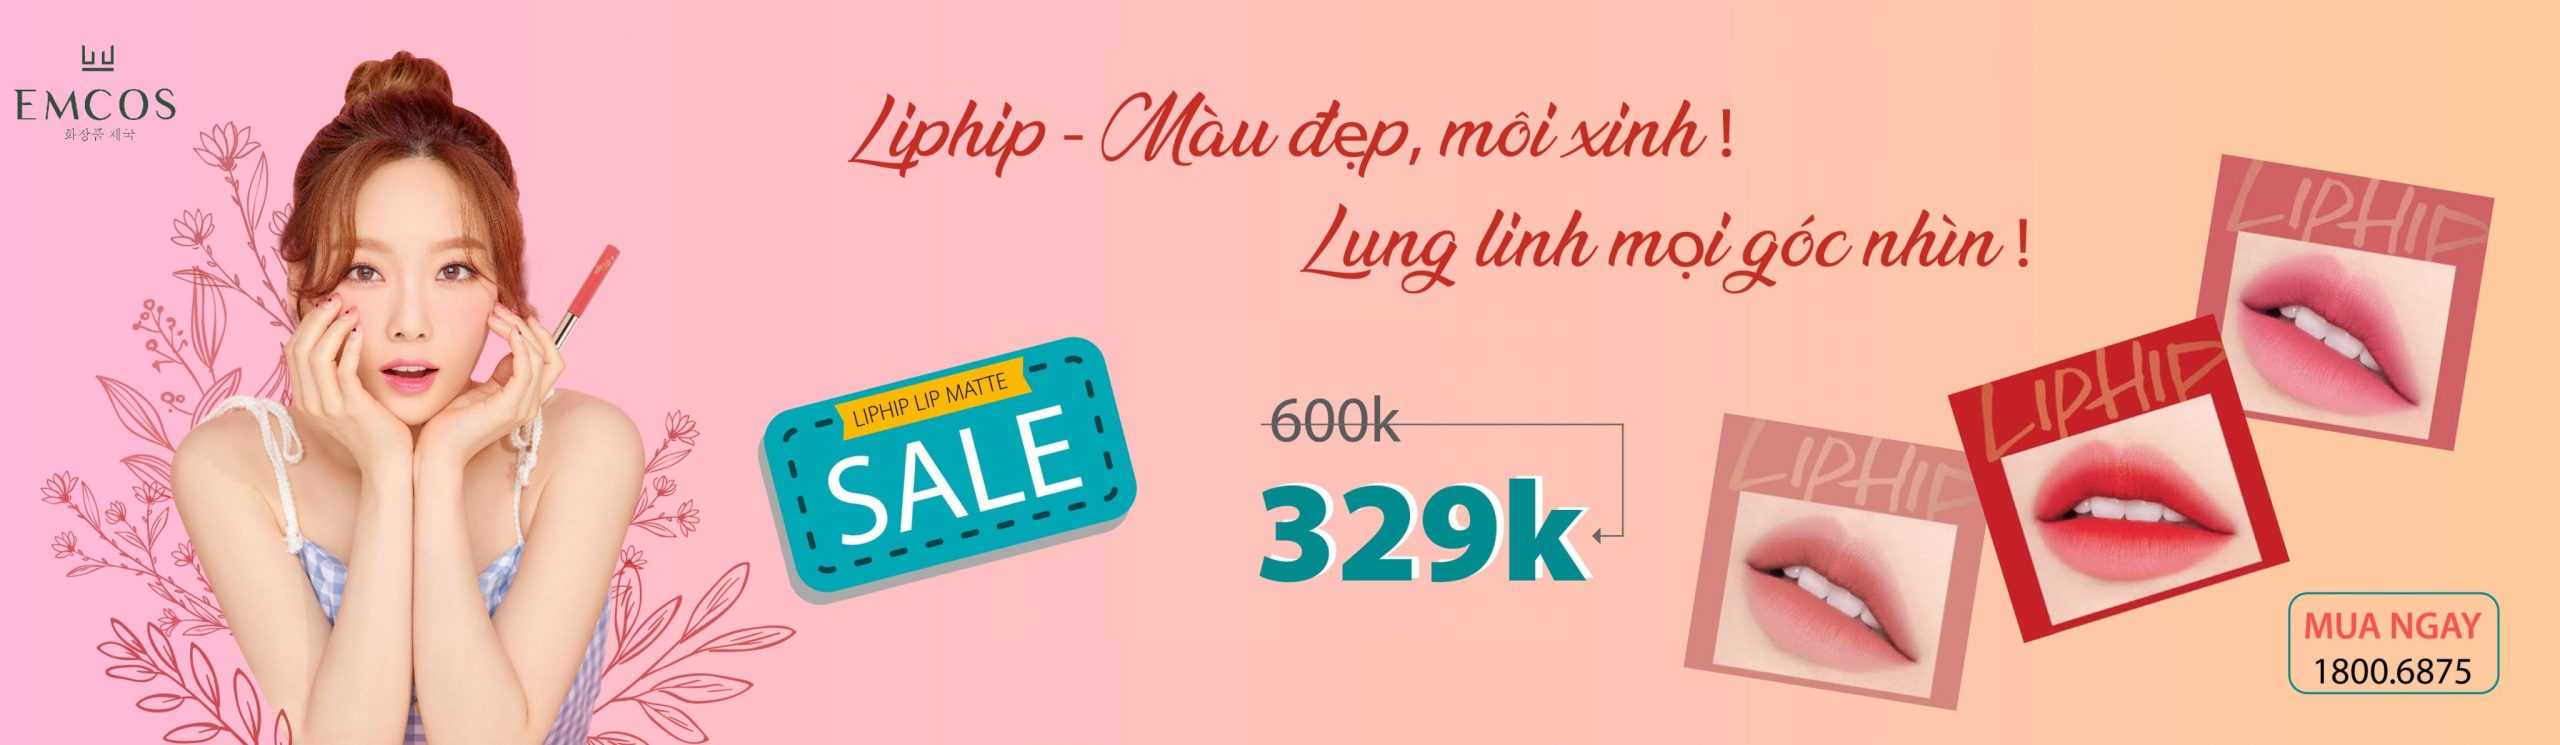 EMCOS
화장품 제국
Liphip - Màu đẹp, môi xinh !
Lung linh mọi góc nhìn !
LIPHIP LIP MATTE
SALE
600k
329k
LIPHIP
LIPHIP
LIPHIP
MUA NGAY
1800.6875